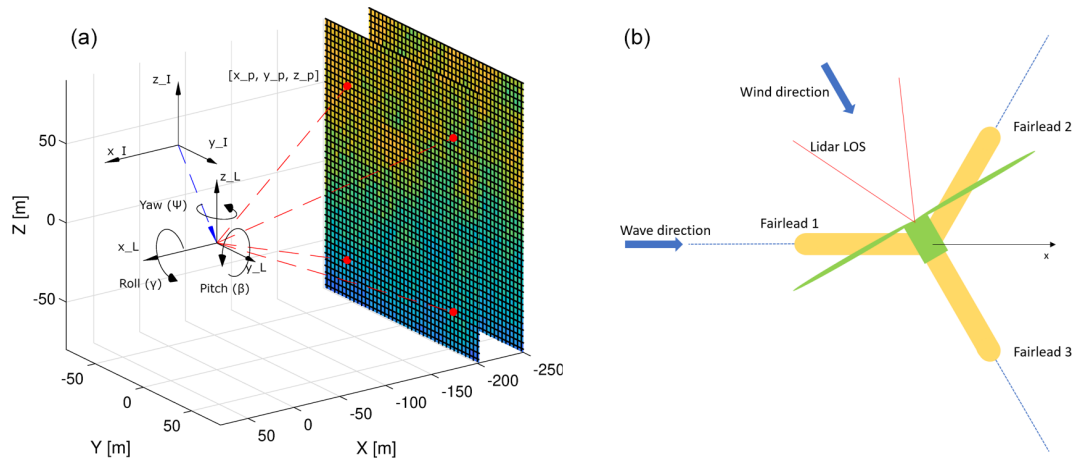 (a)
[x_p, y_p, z_p]
z_I
x_I
y_I
z_L
Yaw (Ψ)
x_L
y_L
Roll (γ)
Pitch (β)
50
0
-50
Z [m]
-50
0
50
Y [m]
50
0
-50
-100
-150
-200
-250
X [m]
(b)
Wind direction
Fairlead 2
Lidar LOS
Fairlead 1
Wave direction
x
Fairlead 3